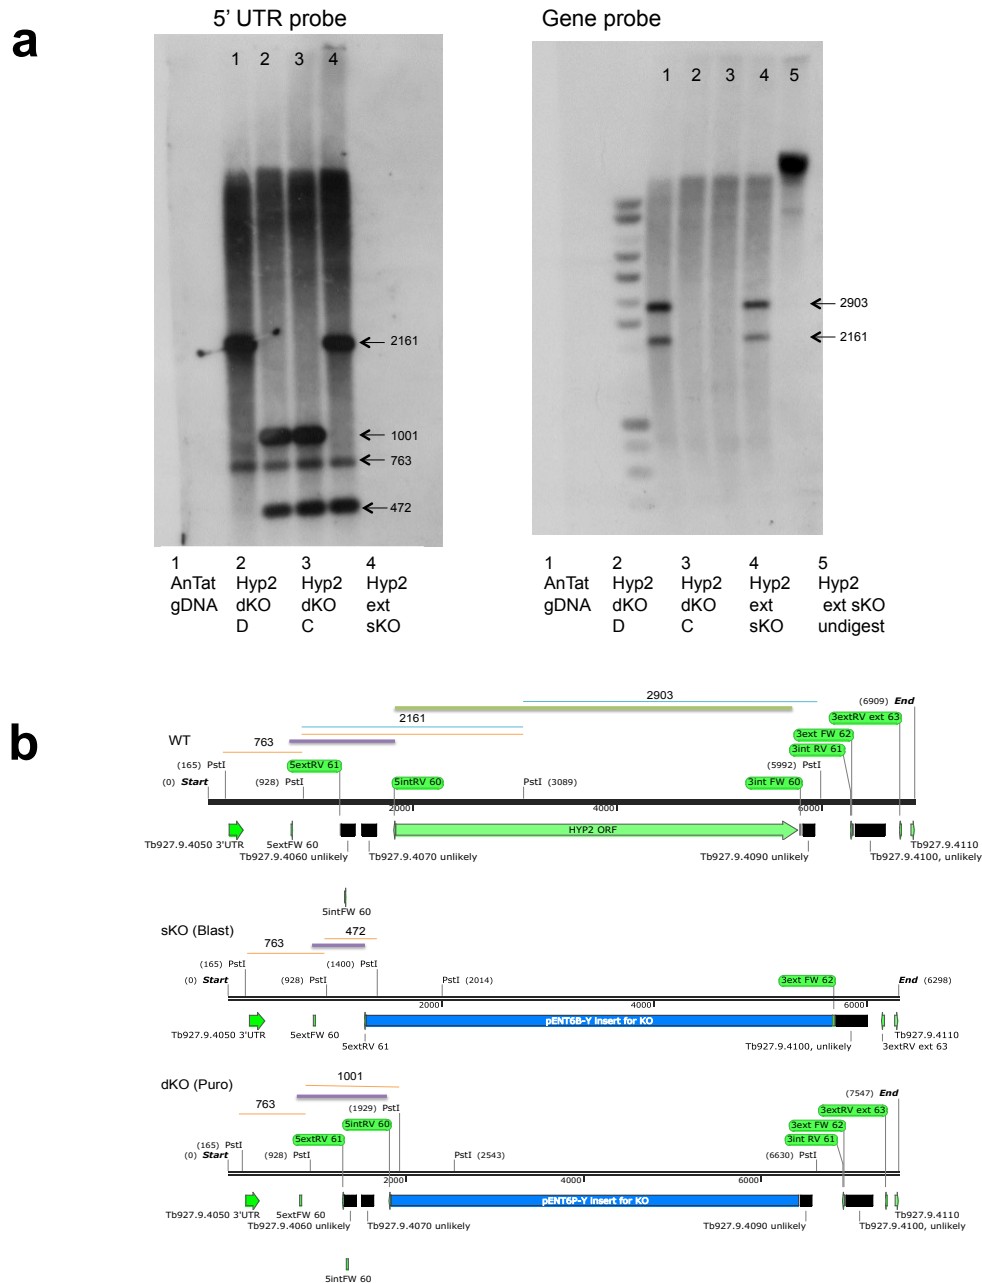 a
5' UTR probe
Gene probe
1 2 3 4
1 2 3 4 5
2161
1001
763
472
2903
2161
1 2 3 4
AnTat Hyp2 Hyp2 Hyp2
gDNA dKO dKO ext
D C sKO
1 2 3 4 5
AnTat Hyp2 Hyp2 Hyp2 Hyp2
gDNA dKO dKO ext ext sKO
D C sKO undigest
b
2903
(6909) End
2161
3extRV ext 63
WT
763
3ext FW 62
3int RV 61
(165) PstI
5extRV 61
(5992) PstI
(0) Start
(928) PstI
5intRV 60
PstI (3089)
3int FW 60
2000 4000 6000
HYP2 ORF
Tb927.9.4050 3'UTR
5extFW 60
Tb927.9.4090 unlikely
Tb927.9.4110
Tb927.9.4060 unlikely
Tb927.9.4070 unlikely
Tb927.9.4100, unlikely
5intFW 60
sKO (Blast)
472
763
(165) PstI
(1400) PstI
(0) Start
(928) PstI
PstI (2014)
3ext FW 62
End (6298)
2000 4000 6000
pENT6B-Y insert for KO
Tb927.9.4050 3'UTR
5extFW 60
Tb927.9.4110
5extRV 61
Tb927.9.4100, unlikely
3extRV ext 63
dKO (Puro)
1001
763
(1929) PstI
(7547) End
3extRV ext 63
5intRV 60
3ext FW 62
5extRV 61
3int RV 61
(165) PstI
(0) Start
(928) PstI
PstI (2543)
(6630) PstI
2000 4000 6000
pENT6P-Y insert for KO
Tb927.9.4050 3'UTR
5extFW 60
Tb927.9.4110
Tb927.9.4060 unlikely
Tb927.9.4070 unlikely
Tb927.9.4090 unlikely
Tb927.9.4100, unlikely
5intFW 60